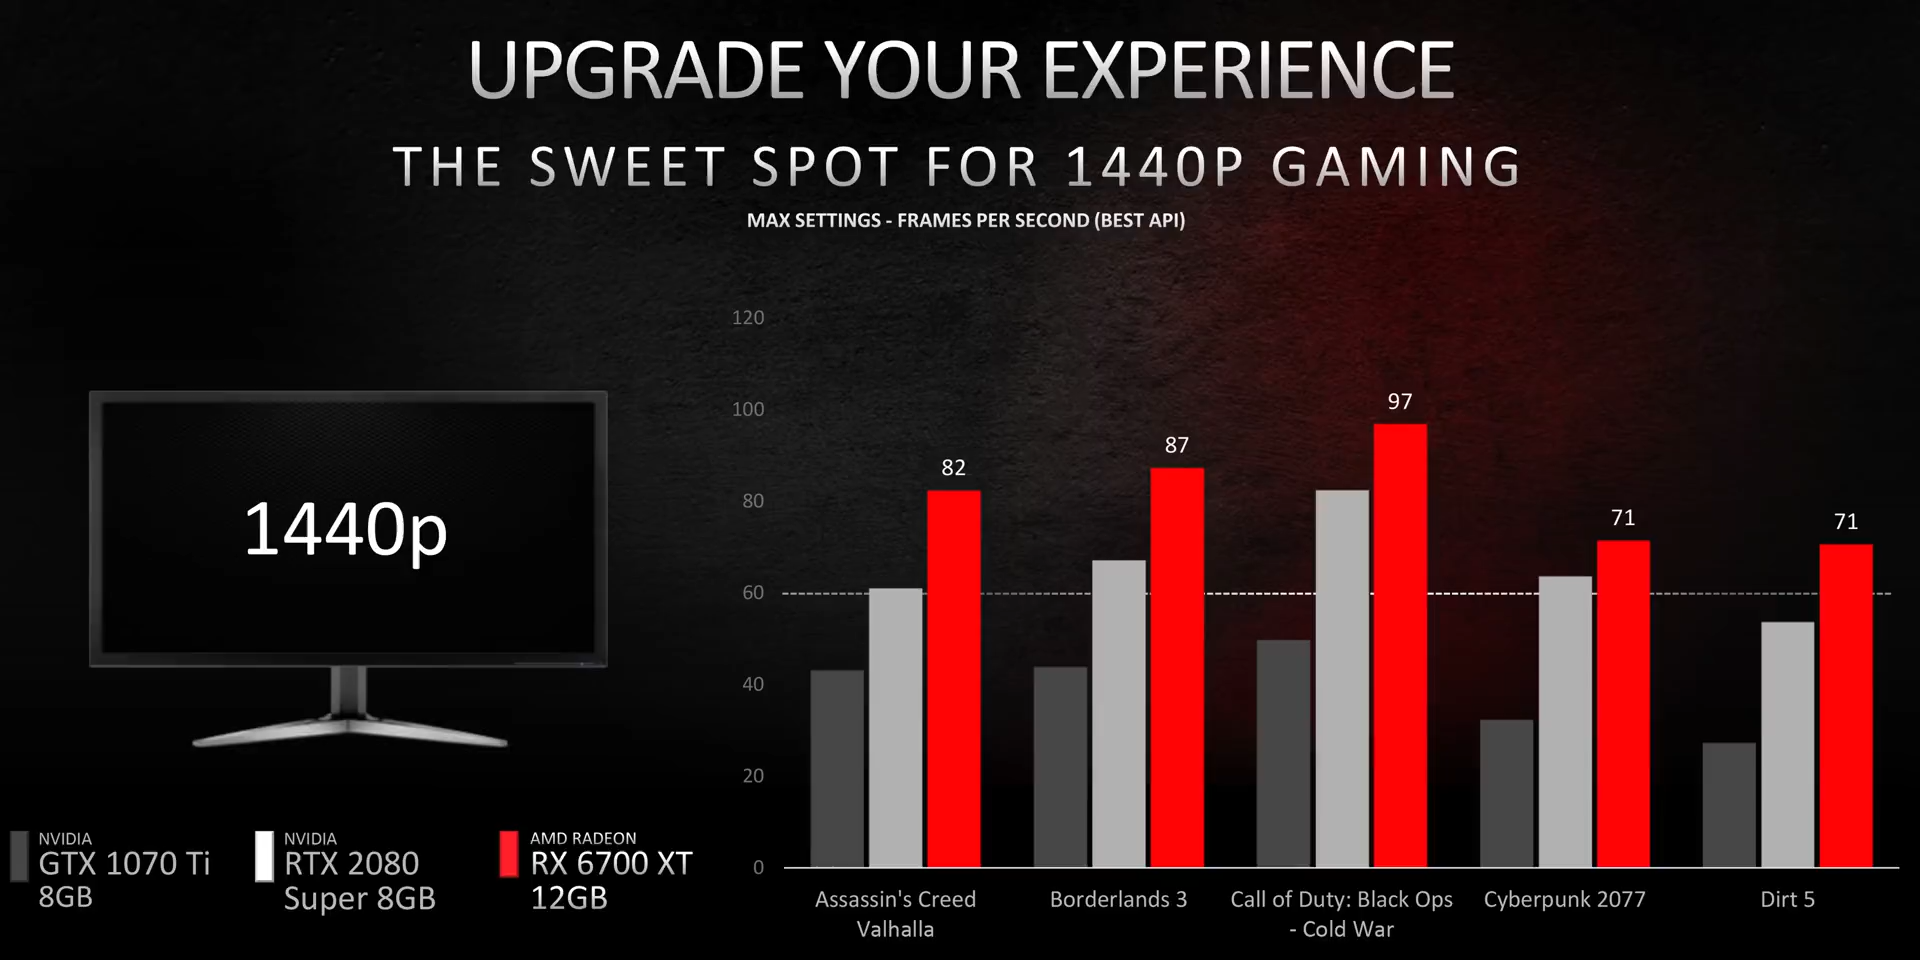 UPGRADE YOUR EXPERIENCE
THE SWEET SPOT FOR 1440P GAMING
MAX SETTINGS - FRAMES PER SECOND (BEST API)
1440p
NVIDIA
GTX 1070 Ti
8GB
NVIDIA
RTX 2080
Super 8GB
AMD RADEON
RX 6700 XT
12GB
120
100
80
60
40
20
0
82
87
97
71
71
Assassin's Creed
Valhalla
Borderlands 3
Call of Duty: Black Ops
- Cold War
Cyberpunk 2077
Dirt 5